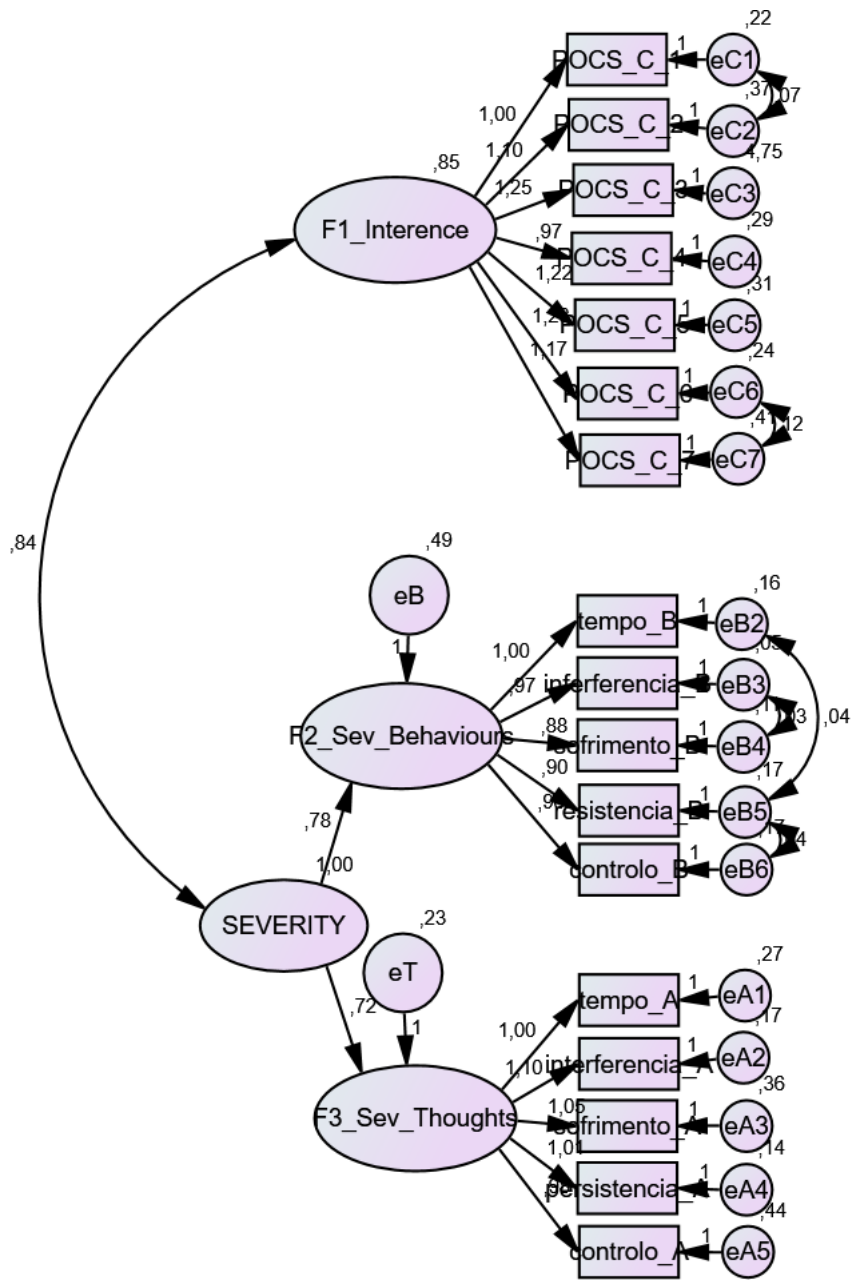 ,22
POCS_C_1
1
eC1
,07
1,00
,37
POCS_C_2
1
eC2
1,10
4,75
,85
1,25
POCS_C_3
1
eC3
,29
F1_Interence
,97
POCS_C_4
1
eC4
1,22
,31
POCS_C_5
1
eC5
1,17
,24
POCS_C_6
1
eC6
,12
POCS_C_7
1
eC7
,84
,49
eB
1
,16
tempo_B
1
eB2
1,00
,05
,97
inferferencia_B
1
eB3
,04
F2_Sev_Behaviours
,88
sofrimento_B
1
eB4
,90
,17
resistencia_B
1
eB5
,17
controlo_B
1
eB6
,78
1,00
SEVERITY
,23
eT
1
,72
,27
tempo_A
1
eA1
1,00
,17
1,10
interferencia_A
1
eA2
,36
F3_Sev_Thoughts
1,05
sofrimento_A
1
eA3
1,01
,14
persistencia_A
1
eA4
,44
controlo_A
1
eA5